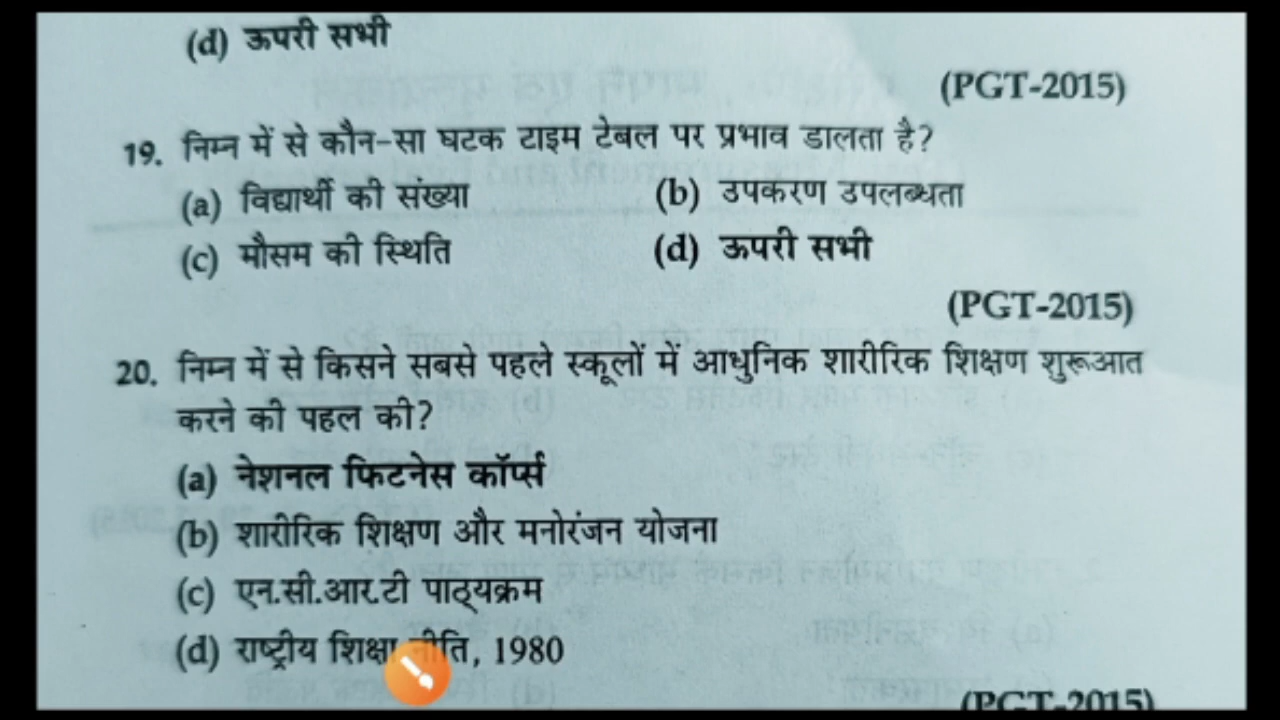 (d) ऊपरी सभी
(PGT-2015)
19. निम्न में से कौन-सा घटक टाइम टेबल पर प्रभाव डालता है?
(a) विद्यार्थी की संख्या (b) उपकरण उपलब्धता
(c) मौसम की स्थिति (d) ऊपरी सभी
(PGT-2015)
20. निम्न में से किसने सबसे पहले स्कूलों में आधुनिक शारीरिक शिक्षण शुरूआत
करने की पहल की?
(a) नेशनल फिटनेस कॉर्प्स
(b) शारीरिक शिक्षण और मनोरंजन योजना
(c) एन.सी.आर.टी पाठ्यक्रम
(d) राष्ट्रीय शिक्षा नीति, 1980
(PGT-2015)